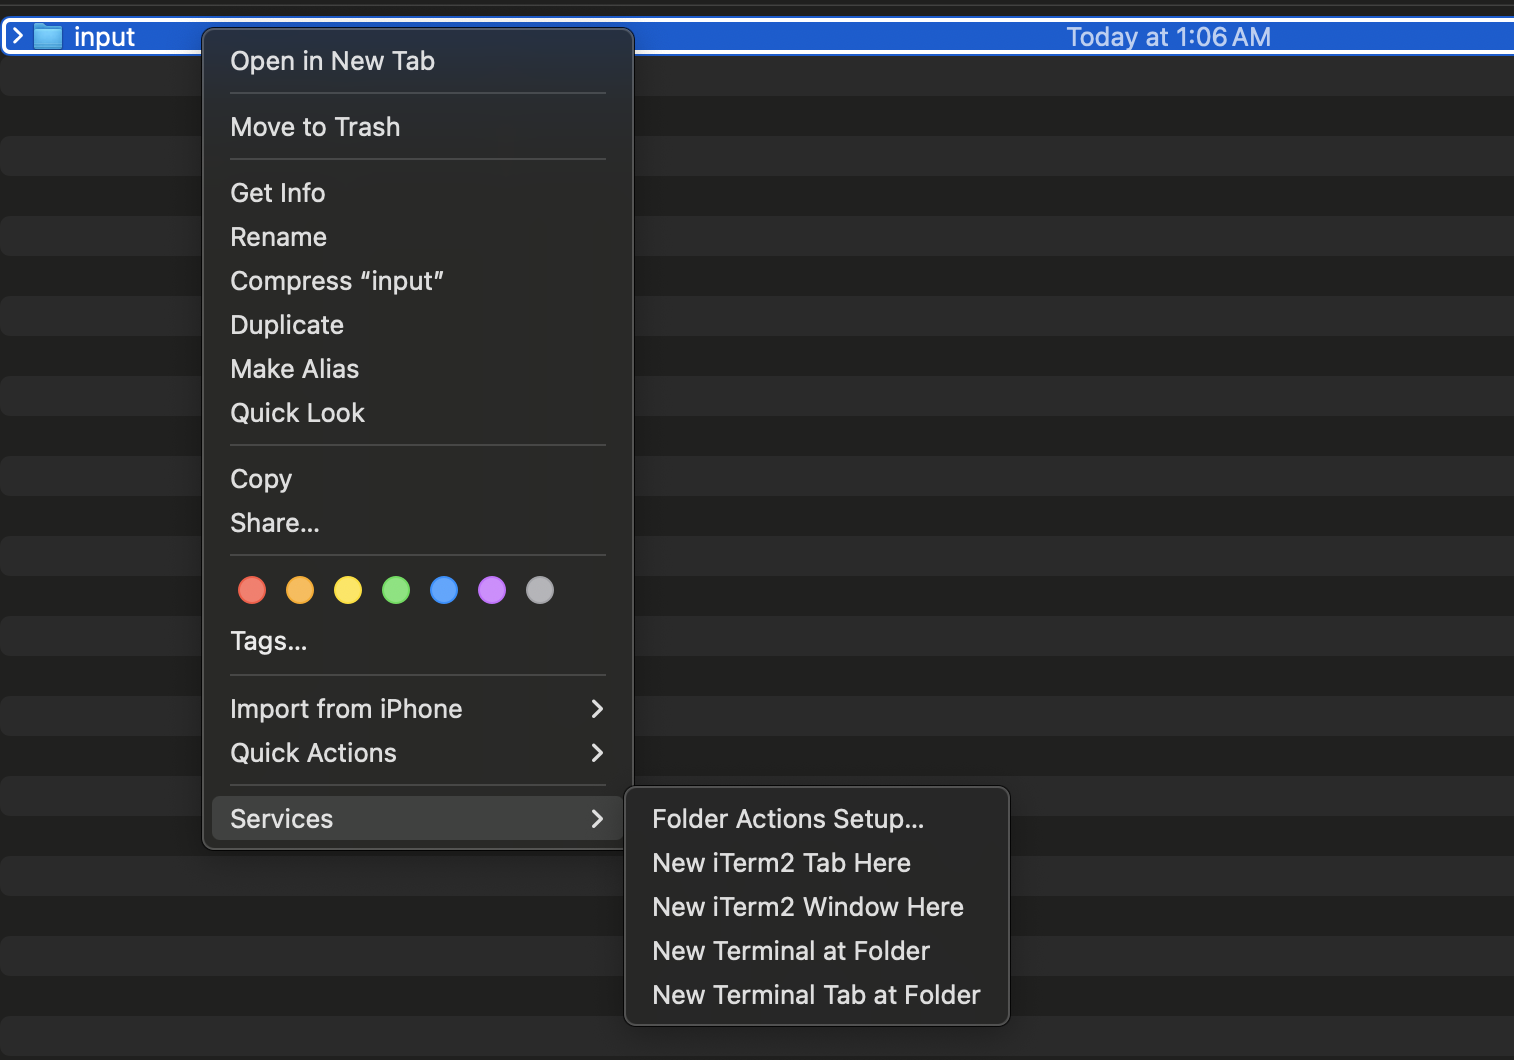 input
Today at 1:06 AM
Open in New Tab
Move to Trash
Get Info
Rename
Compress “input”
Duplicate
Make Alias
Quick Look
Copy
Share...
Tags...
Import from iPhone
Quick Actions
Services
Folder Actions Setup...
New iTerm2 Tab Here
New iTerm2 Window Here
New Terminal at Folder
New Terminal Tab at Folder